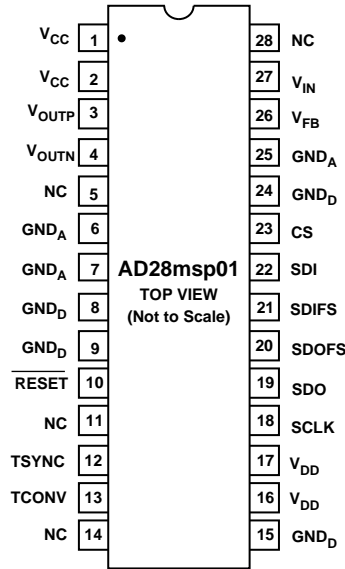 VCC 1 28 NC
VCC 2 27 VIN
VOUTP 3 26 VFB
VOUTN 4 25 GNDA
NC 5 24 GNDD
GNDA 6 23 CS
GNDA 7 22 SDI
AD28msp01
TOP VIEW
(Not to Scale)
GNDD 8 21 SDIFS
GNDD 9 20 SDOFS
RESET 10 19 SDO
NC 11 18 SCLK
TSYNC 12 17 VDD
TCONV 13 16 VDD
NC 14 15 GNDD